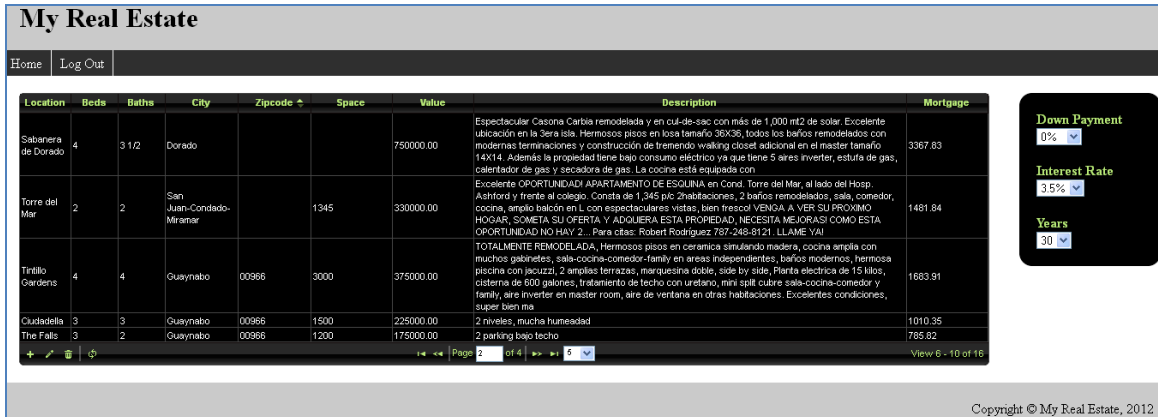 My Real Estate
Home Log Out
Location Beds Baths City Zipcode Space Value Description Mortgage
Sabanera de Dorado 4 3 1/2 Dorado 750000.00 Espectacular Casona Carbia remodelada y en cul-de-sac con más de 1,000 mt2 de solar. Excelente
ubicación en la 3era isla. Hermosos pisos en losa tamaño 36X36, todos los baños remodelados con
modernas terminaciones y construcción de tremendo walking closet adicional en el master tamaño
14X14. Además la propiedad tiene bajo consumo eléctrico ya que tiene 5 aires inverter, estufa de gas,
calentador de gas y secadora de gas. La cocina está equipada con
3367.83
Torre del Mar 2 2 San Juan-Condado-Miramar 1345 330000.00 Excelente OPORTUNIDAD! APARTAMENTO DE ESQUINA en Cond. Torre del Mar, al lado del Hosp.
Ashford y frente al colegio. Consta de 1,345 p/c 2habitaciones, 2 baños remodelados, sala, comedor,
cocina, amplio balcón en L con espectaculares vistas, bien fresco! VENGA A VER SU PROXIMO
HOGAR, SOMETA SU OFERTA Y ADQUIERA ESTA PROPIEDAD, NECESITA MEJORAS! COMO ESTA
OPORTUNIDAD NO HAY 2... Para citas: Robert Rodríguez 787-248-8121. LLAME YA!
1481.84
Tintillo Gardens 4 4 Guaynabo 00966 3000 375000.00 TOTALMENTE REMODELADA, Hermosos pisos en ceramica simulando madera, cocina amplia con
muchos gabinetes, sala-cocina-comedor-family en areas independientes, baños modernos, hermosa
piscina con jacuzzi, 2 amplias terrazas, marquesina doble, side by side, Planta electrica de 15 kilos,
cisterna de 600 galones, tratamiento de techo con uretano, mini split cubre sala-cocina-comedor y
family, aire inverter en master room, aire de ventana en otras habitaciones. Excelentes condiciones,
super bien ma
1683.91
Ciudadella 3 3 Guaynabo 00966 1500 225000.00 2 niveles, mucha humeadad 1010.35
The Falls 3 2 Guaynabo 00966 1200 175000.00 2 parking bajo techo 785.82
Page 2 of 4 5 View 6 - 10 of 16
Down Payment
0%
Interest Rate
3.5%
Years
30
Copyright © My Real Estate, 2012